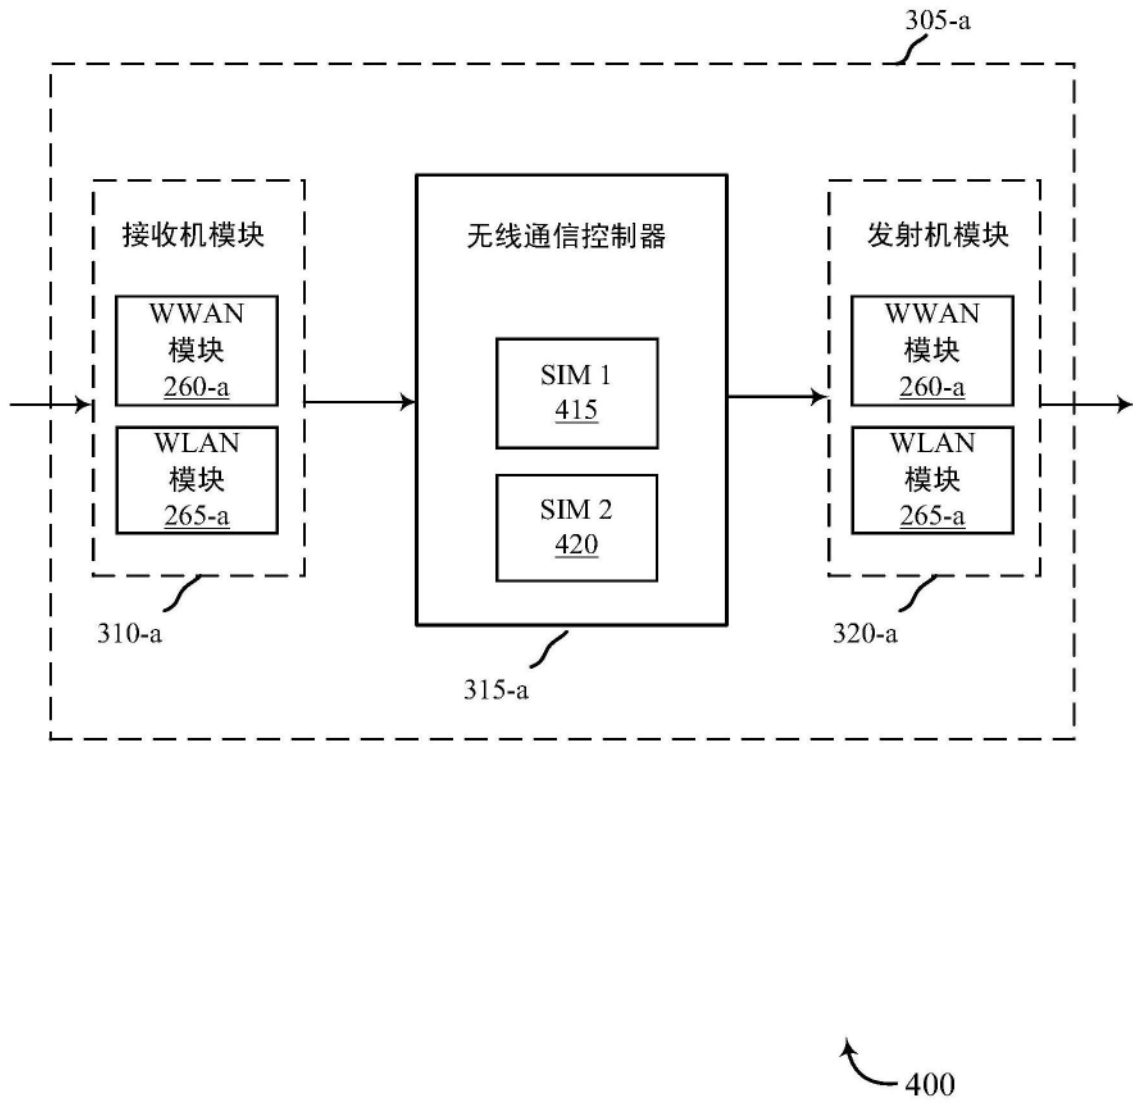 305-a
接收机模块
WWAN
模块
260-a
WLAN
模块
265-a
310-a
无线通信控制器
SIM 1
415
SIM 2
420
315-a
发射机模块
WWAN
模块
260-a
WLAN
模块
265-a
320-a
400